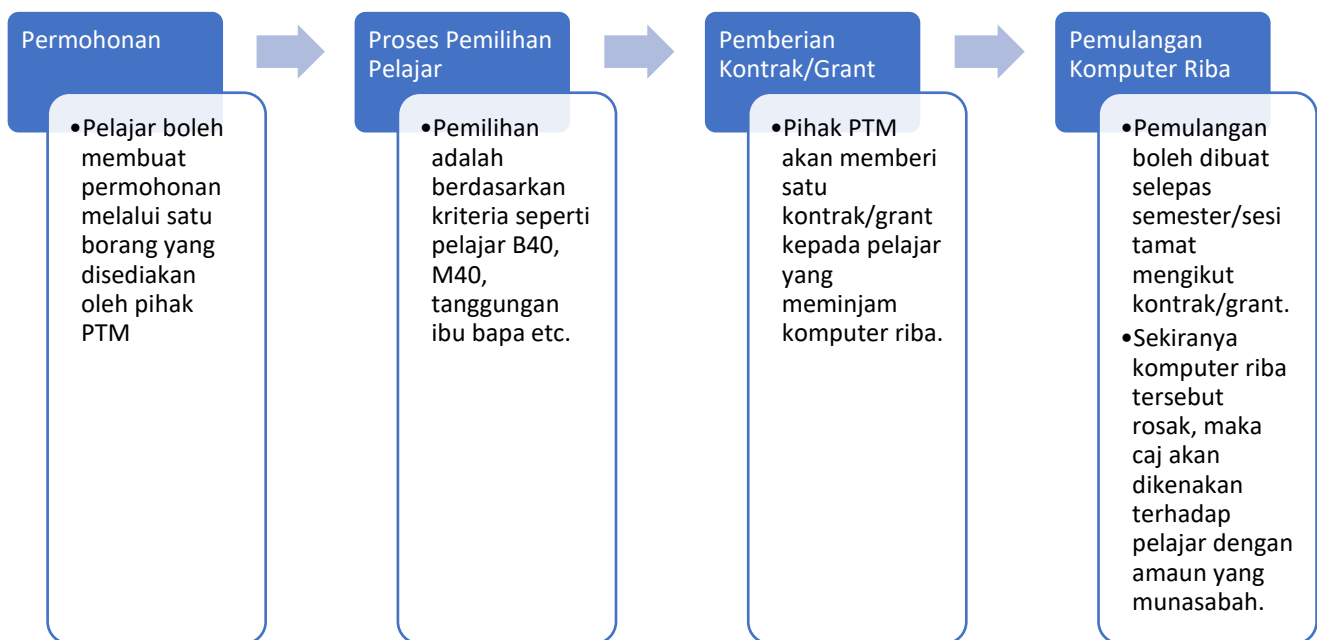 Permohonan
•Pelajar boleh
membuat
permohonan
melalui satu
borang yang
disediakan
oleh pihak
PTM
Proses Pemilihan
Pelajar
•Pemilihan
adalah
berdasarkan
kriteria seperti
pelajar B40,
M40,
tanggungan
ibu bapa etc.
Pemberian
Kontrak/Grant
•Pihak PTM
akan memberi
satu
kontrak/grant
kepada pelajar
yang
meminjam
komputer riba.
Pemulangan
Komputer Riba
•Pemulangan
boleh dibuat
selepas
semester/sesi
tamat
mengikut
kontrak/grant.
•Sekiranya
komputer riba
tersebut
rosak, maka
caj akan
dikenakan
terhadap
pelajar dengan
amaun yang
munasabah.